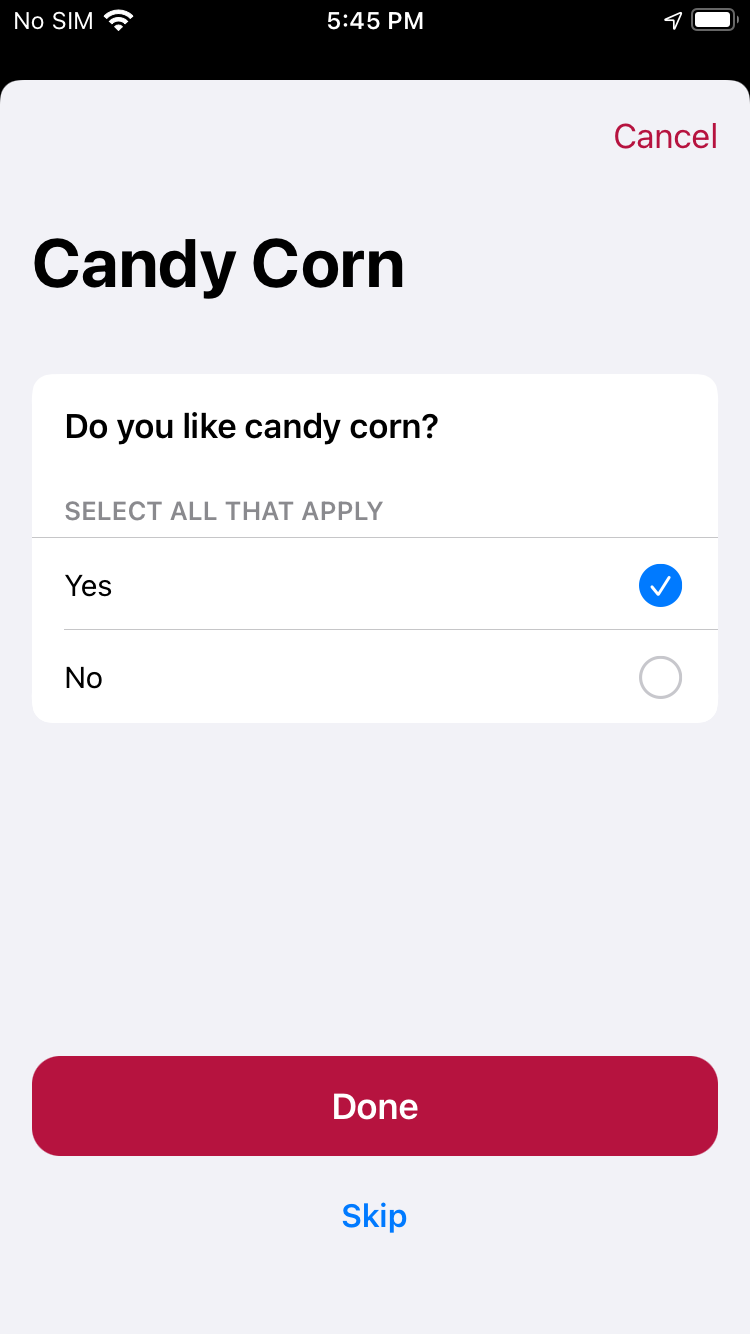 No SIM 5:45 PM
Cancel
Candy Corn
Do you like candy corn?
SELECT ALL THAT APPLY
Yes
No
Done
Skip